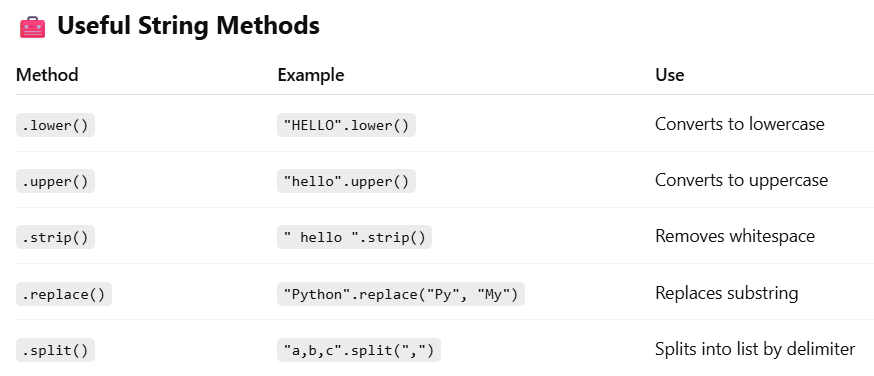 🧰 Useful String Methods
Method Example Use
.lower() "HELLO".lower() Converts to lowercase
.upper() "hello".upper() Converts to uppercase
.strip() " hello ".strip() Removes whitespace
.replace() "Python".replace("Py", "My") Replaces substring
.split() "a,b,c".split(",") Splits into list by delimiter